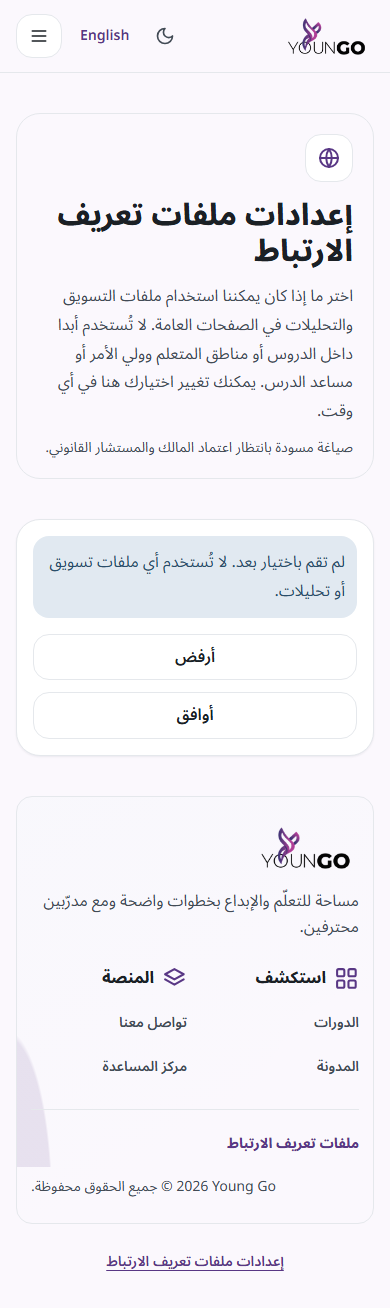 English
YOUNGO
إعدادات ملفات تعريف
الارتباط
اختر ما إذا كان يمكننا استخدام ملفات التسويق
والتحليلات في الصفحات العامة. لا تُستخدم أبدا
داخل الدروس أو مناطق المتعلم وولي الأمر أو
مساعد الدرس. يمكنك تغيير اختيارك هنا في أي
وقت.
صياغة مسودة بانتظار اعتماد المالك والمستشار القانوني.
لم تقم باختيار بعد. لا تُستخدم أي ملفات تسويق
أو تحليلات.
أرفض
أوافق
YOUNGO
مساحة للتعلّم والإبداع بخطوات واضحة ومع مدرّبين
محترفين.
استكشف
الدورات
المدونة
المنصة
تواصل معنا
مركز المساعدة
ملفات تعريف الارتباط
© 2026 Young Go جميع الحقوق محفوظة.
إعدادات ملفات تعريف الارتباط